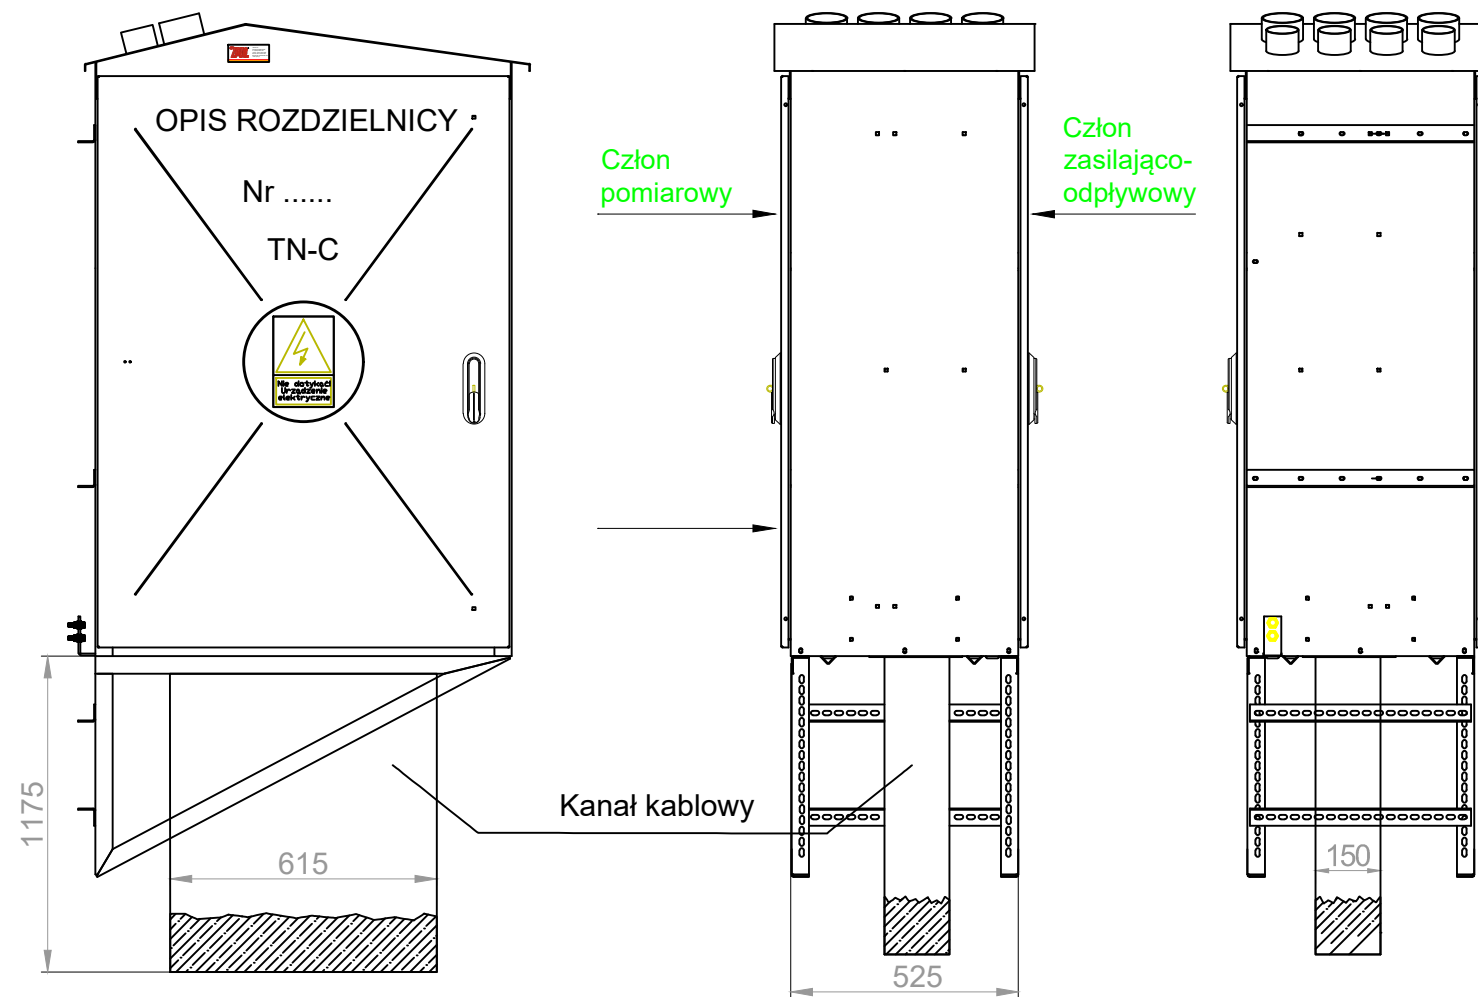 OPIS ROZDZIELNICY
Nr ......
TN-C
Nie dotykać!
Urządzenie
elektryczne
Człon
pomiarowy
Człon
zasilająco-
odpływowy
Kanał kablowy
1175
615
525
150